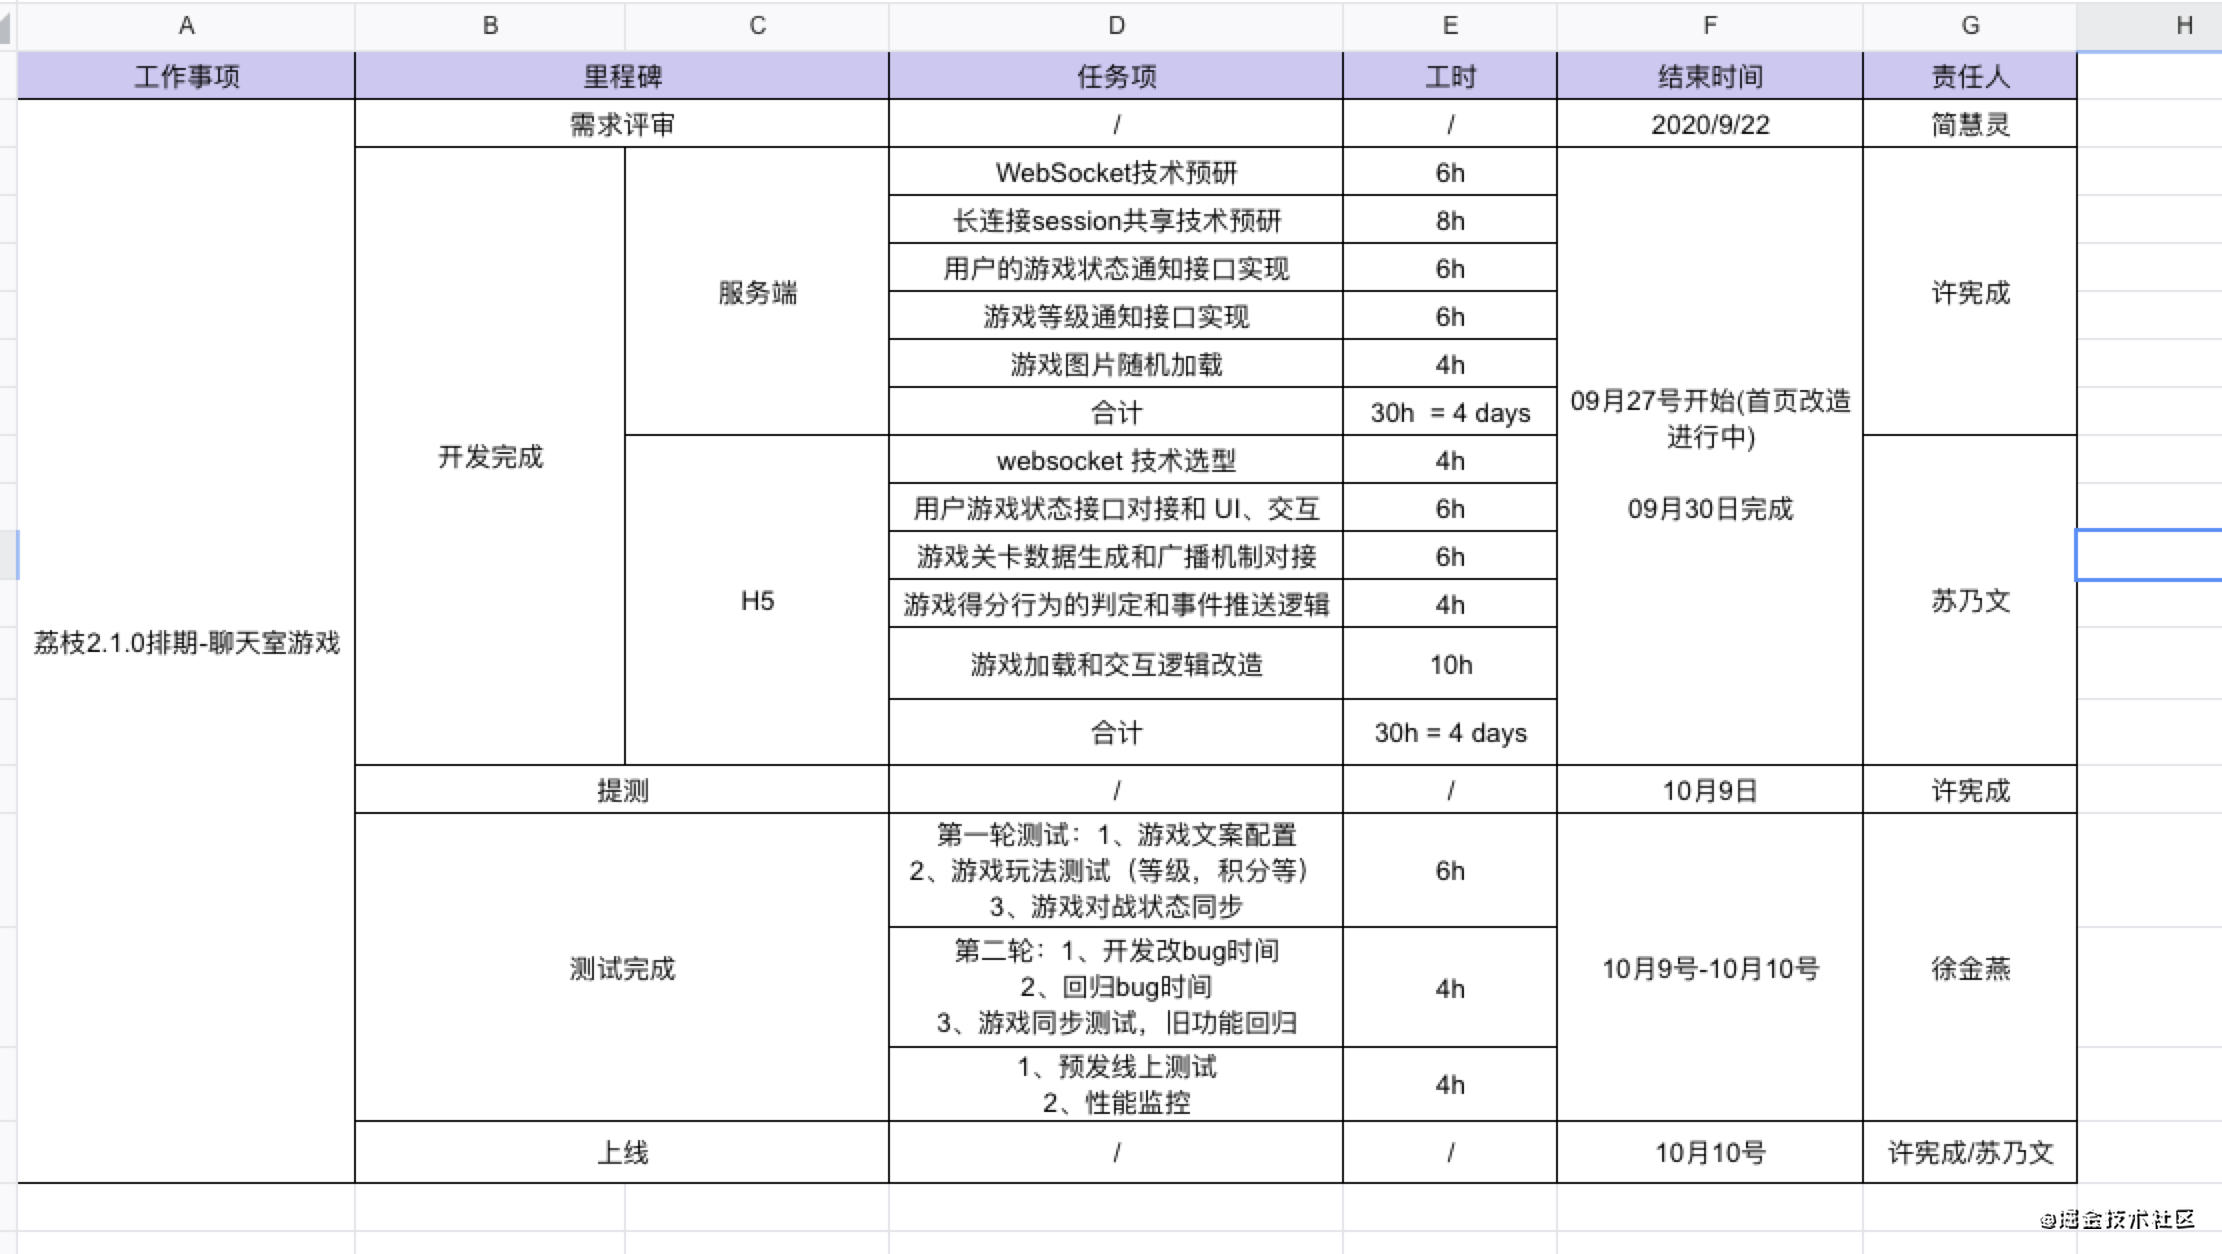 A B C D E F G H
工作事项 里程碑 任务项 工时 结束时间 责任人
需求评审 / / 2020/9/22 简慧灵
WebSocket技术预研 6h
长连接session共享技术预研 8h
用户的游戏状态通知接口实现 6h
服务端 许宪成
游戏等级通知接口实现 6h
游戏图片随机加载 4h
合计 30h = 4 days
09月27号开始(首页改造
进行中)
09月30日完成
开发完成
websocket 技术选型 4h
用户游戏状态接口对接和 UI、交互 6h
游戏关卡数据生成和广播机制对接 6h
H5 苏乃文
游戏得分行为的判定和事件推送逻辑 4h
荔枝2.1.0排期-聊天室游戏
游戏加载和交互逻辑改造 10h
合计 30h = 4 days
提测 / / 10月9日 许宪成
第一轮测试：1、游戏文案配置
2、游戏玩法测试（等级，积分等） 6h
3、游戏对战状态同步
第二轮：1、开发改bug时间
测试完成 10月9号-10月10号 徐金燕
2、回归bug时间 4h
3、游戏同步测试，旧功能回归
1、预发线上测试
2、性能监控
4h
上线 / / 10月10号 许宪成/苏乃文
@掘金技术社区